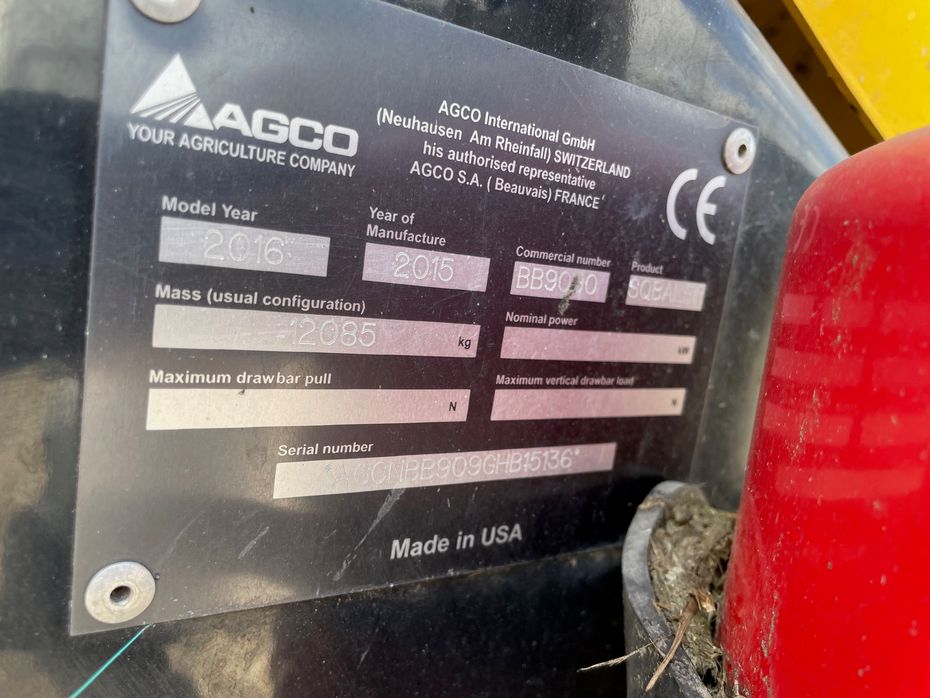 AGCO
YOUR AGRICULTURE COMPANY
AGCO International GmbH
(Neuhausen Am Rheinfall) SWITZERLAND
his authorised representative
AGCO S.A. ( Beauvais) FRANCE
CE
Model Year
2016
Year of
Manufacture
2015
Commercial number
Product
Mass (usual configuration)
12085 kg
Nominal power
kW
Maximum drawbar pull
N
Maximum vertical drawbar load
N
Serial number
*AGCNBB909GHB15136*
Made in USA